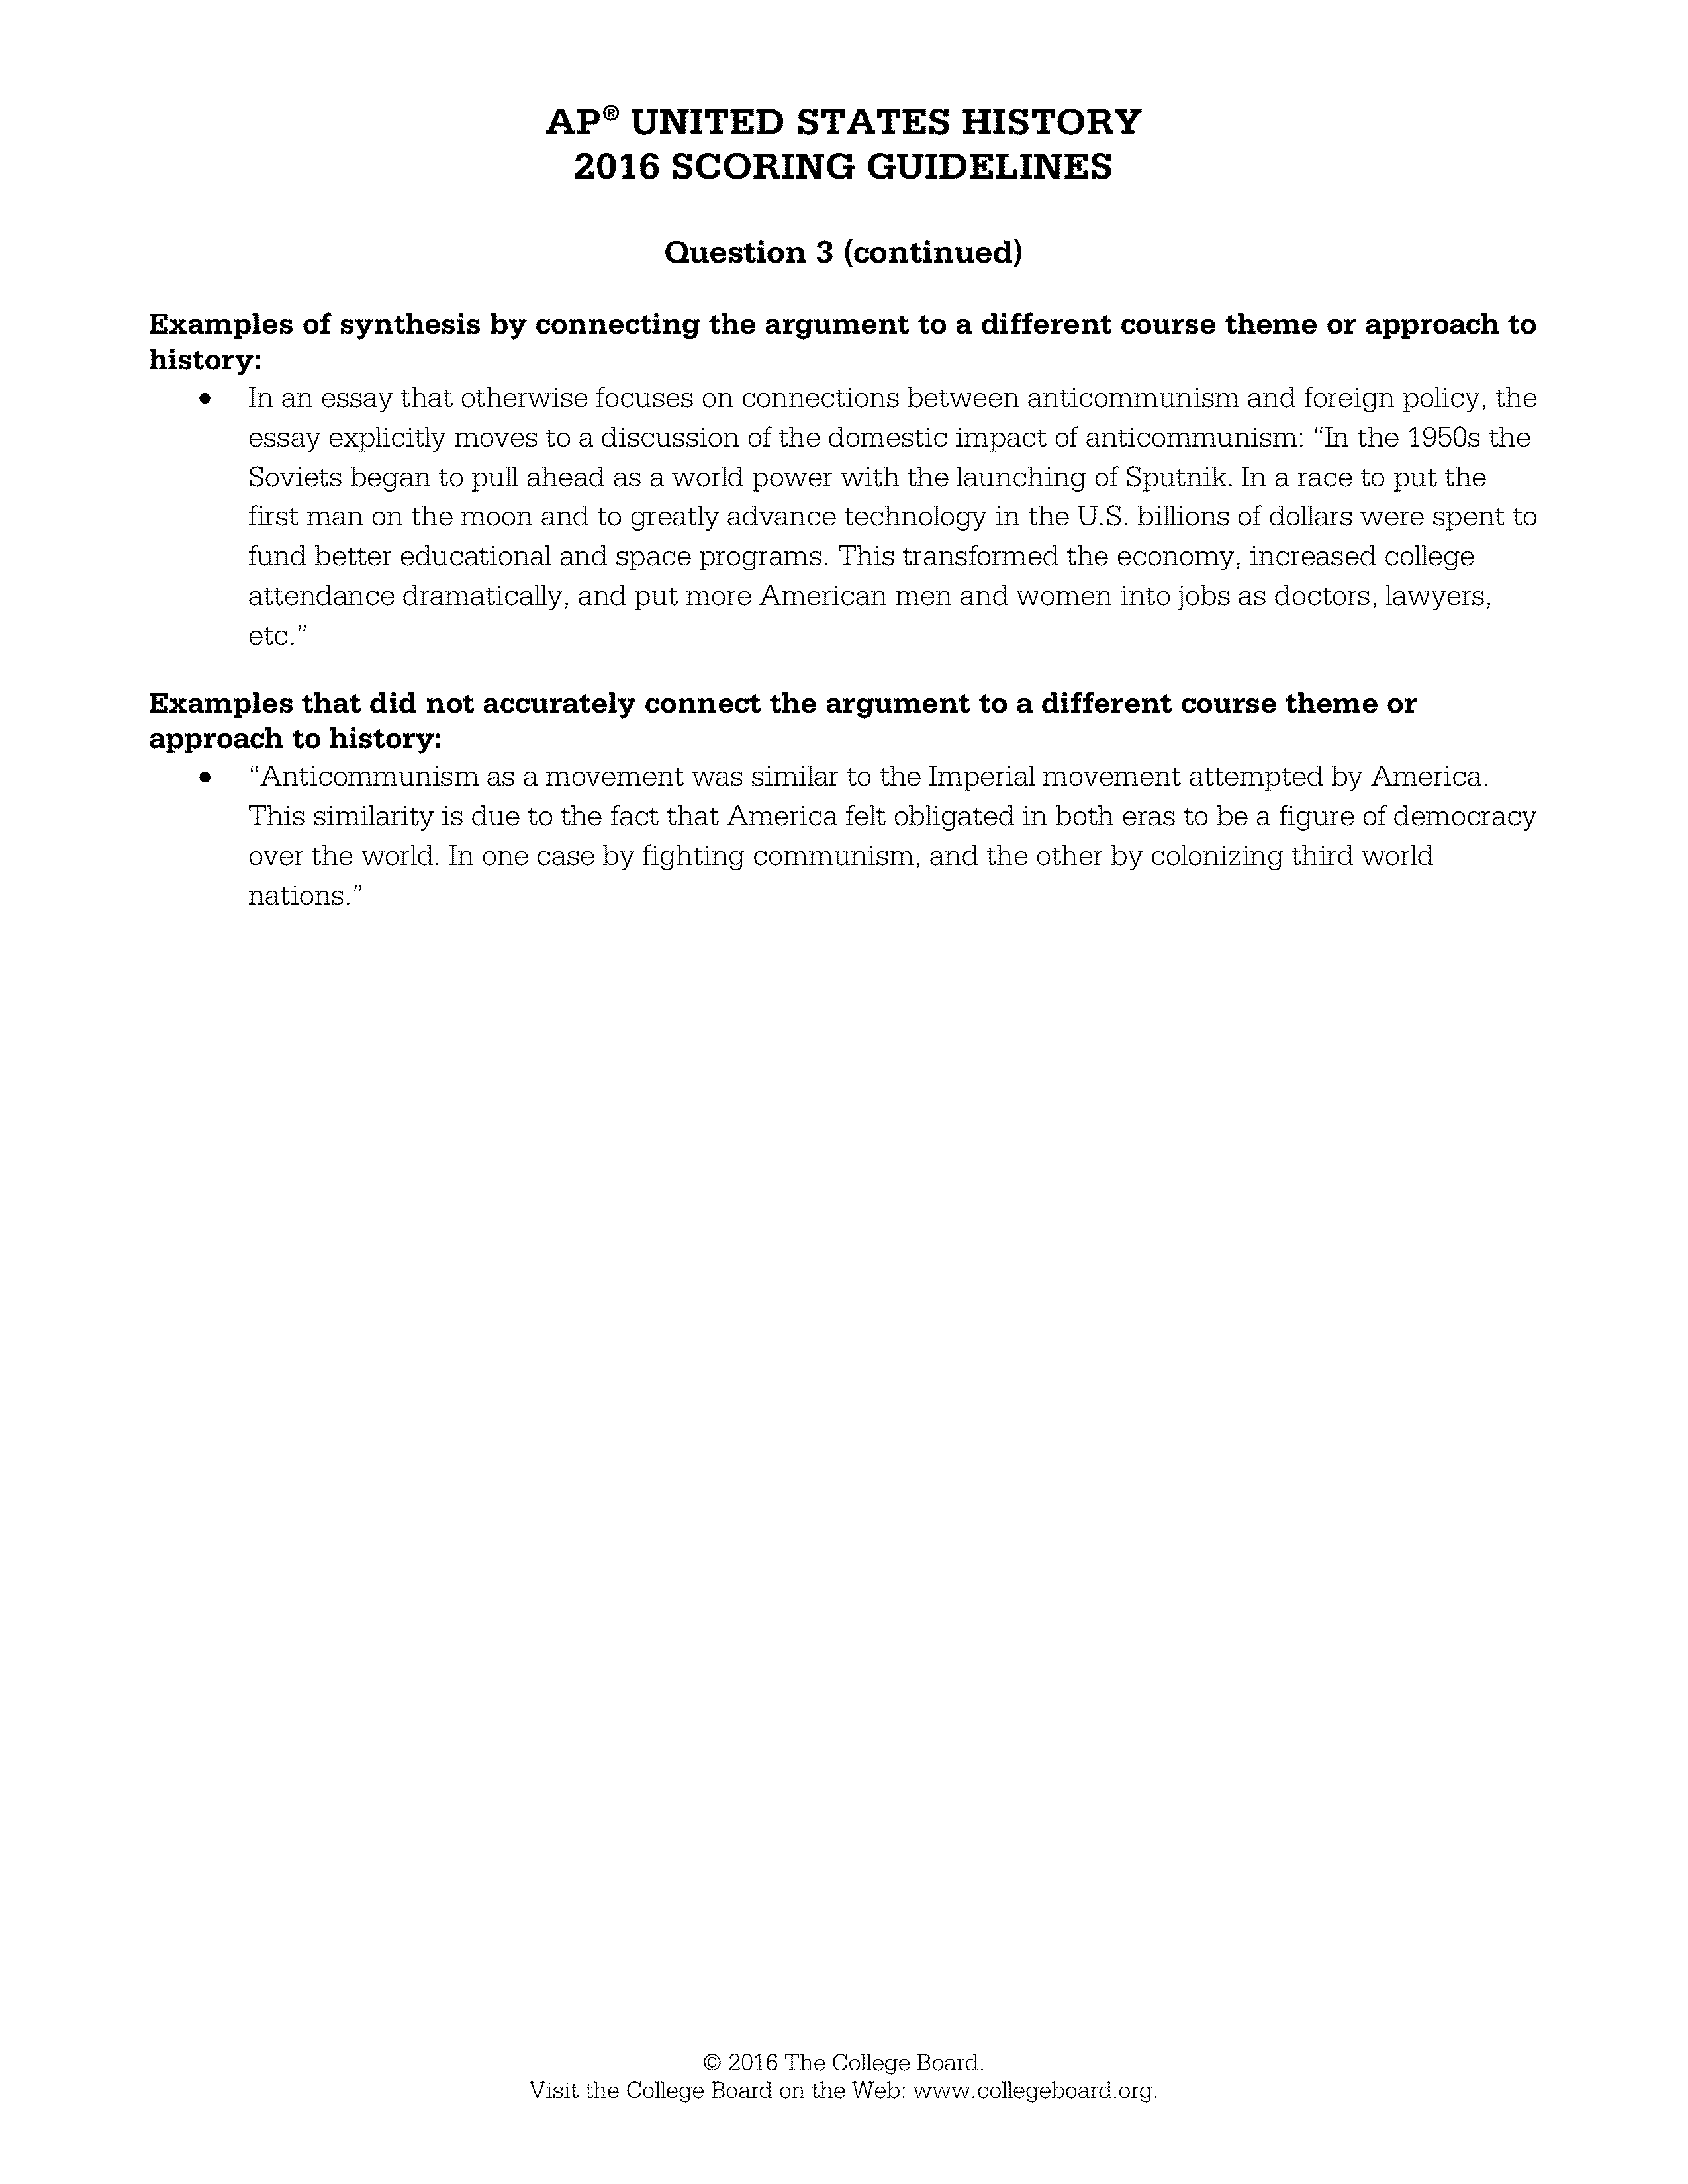 AP® UNITED STATES HISTORY
2016 SCORING GUIDELINES
Question 3 (continued)
Examples of synthesis by connecting the argument to a different course theme or approach to
history:
• In an essay that otherwise focuses on connections between anticommunism and foreign policy, the
essay explicitly moves to a discussion of the domestic impact of anticommunism: “In the 1950s the
Soviets began to pull ahead as a world power with the launching of Sputnik. In a race to put the
first man on the moon and to greatly advance technology in the U.S. billions of dollars were spent to
fund better educational and space programs. This transformed the economy, increased college
attendance dramatically, and put more American men and women into jobs as doctors, lawyers,
etc.”
Examples that did not accurately connect the argument to a different course theme or
approach to history:
• “Anticommunism as a movement was similar to the Imperial movement attempted by America.
This similarity is due to the fact that America felt obligated in both eras to be a figure of democracy
over the world. In one case by fighting communism, and the other by colonizing third world
nations.”
© 2016 The College Board.
Visit the College Board on the Web: www.collegeboard.org.